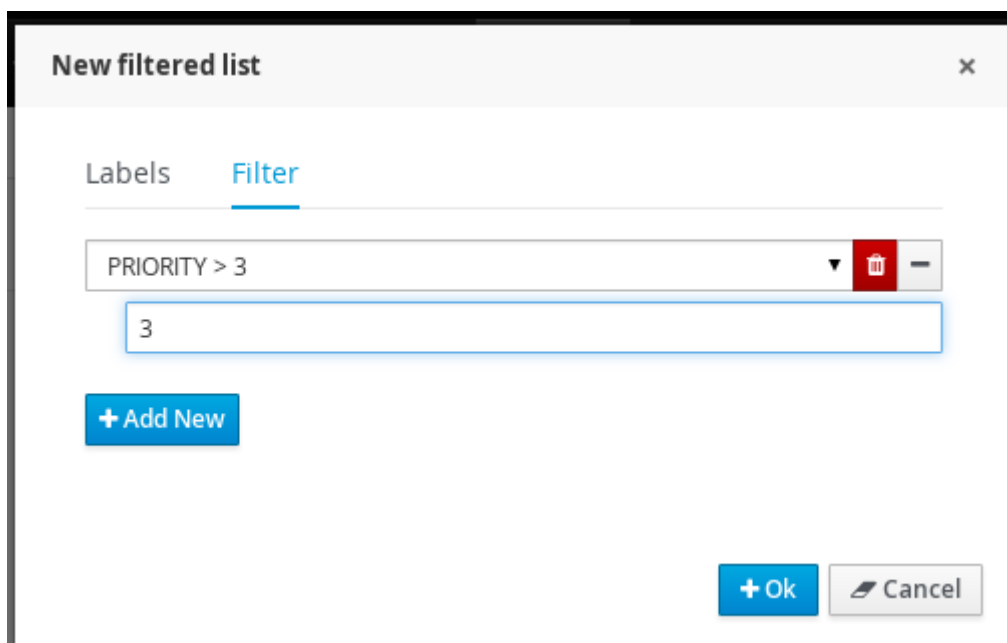 New filtered list ×
Labels Filter
PRIORITY > 3
3
+ Add New
+ Ok Cancel